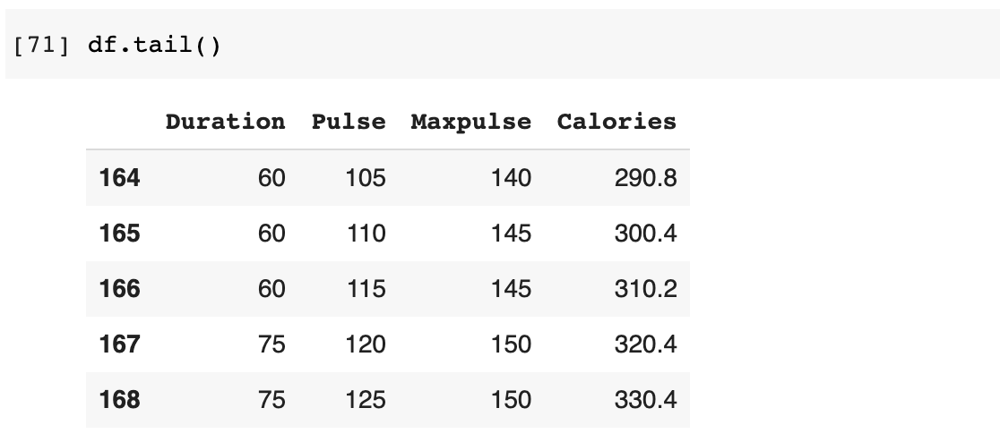 [71] df.tail()
Duration Pulse Maxpulse Calories
164 60 105 140 290.8
165 60 110 145 300.4
166 60 115 145 310.2
167 75 120 150 320.4
168 75 125 150 330.4